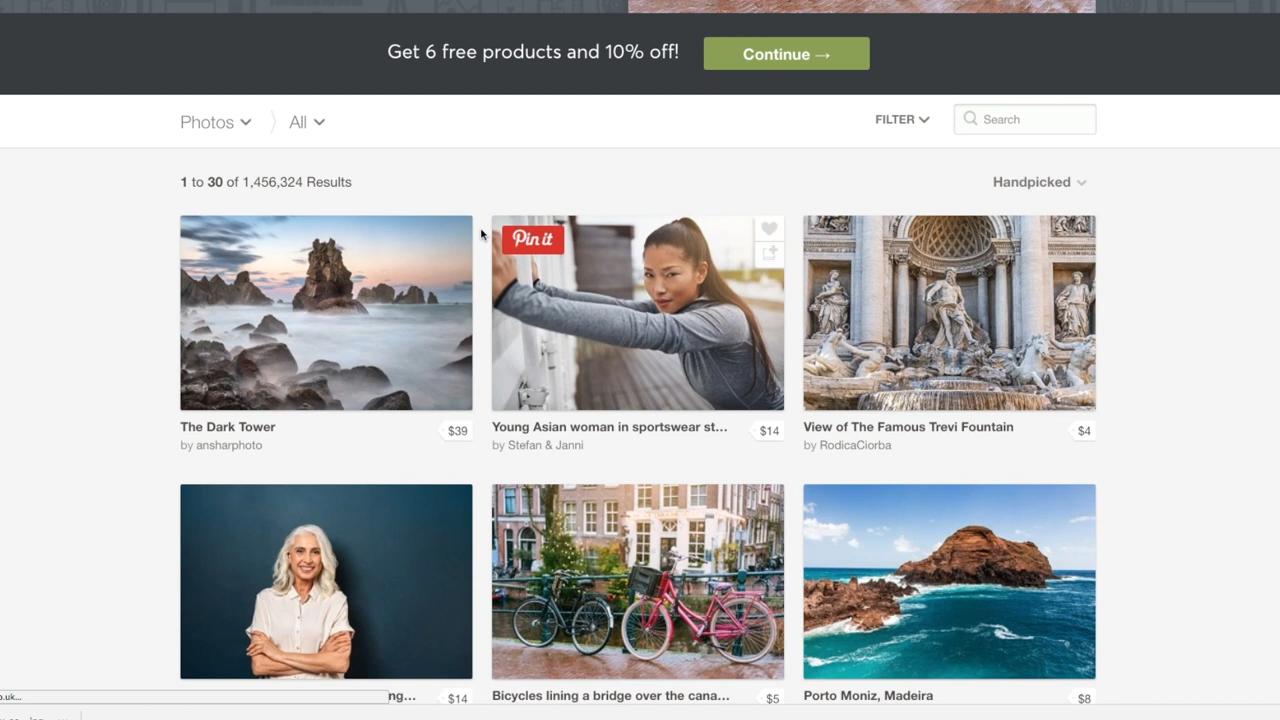 Get 6 free products and 10% off!
Continue →
Photos
All
FILTER
Search
1 to 30 of 1,456,324 Results
Handpicked
Pin it
The Dark Tower
$39
by ansharphoto
Young Asian woman in sportswear st...
$14
by Stefan & Janni
View of The Famous Trevi Fountain
$4
by RodicaCiorba
ng...
$14
Bicycles lining a bridge over the cana...
$5
Porto Moniz, Madeira
$8
o.uk...